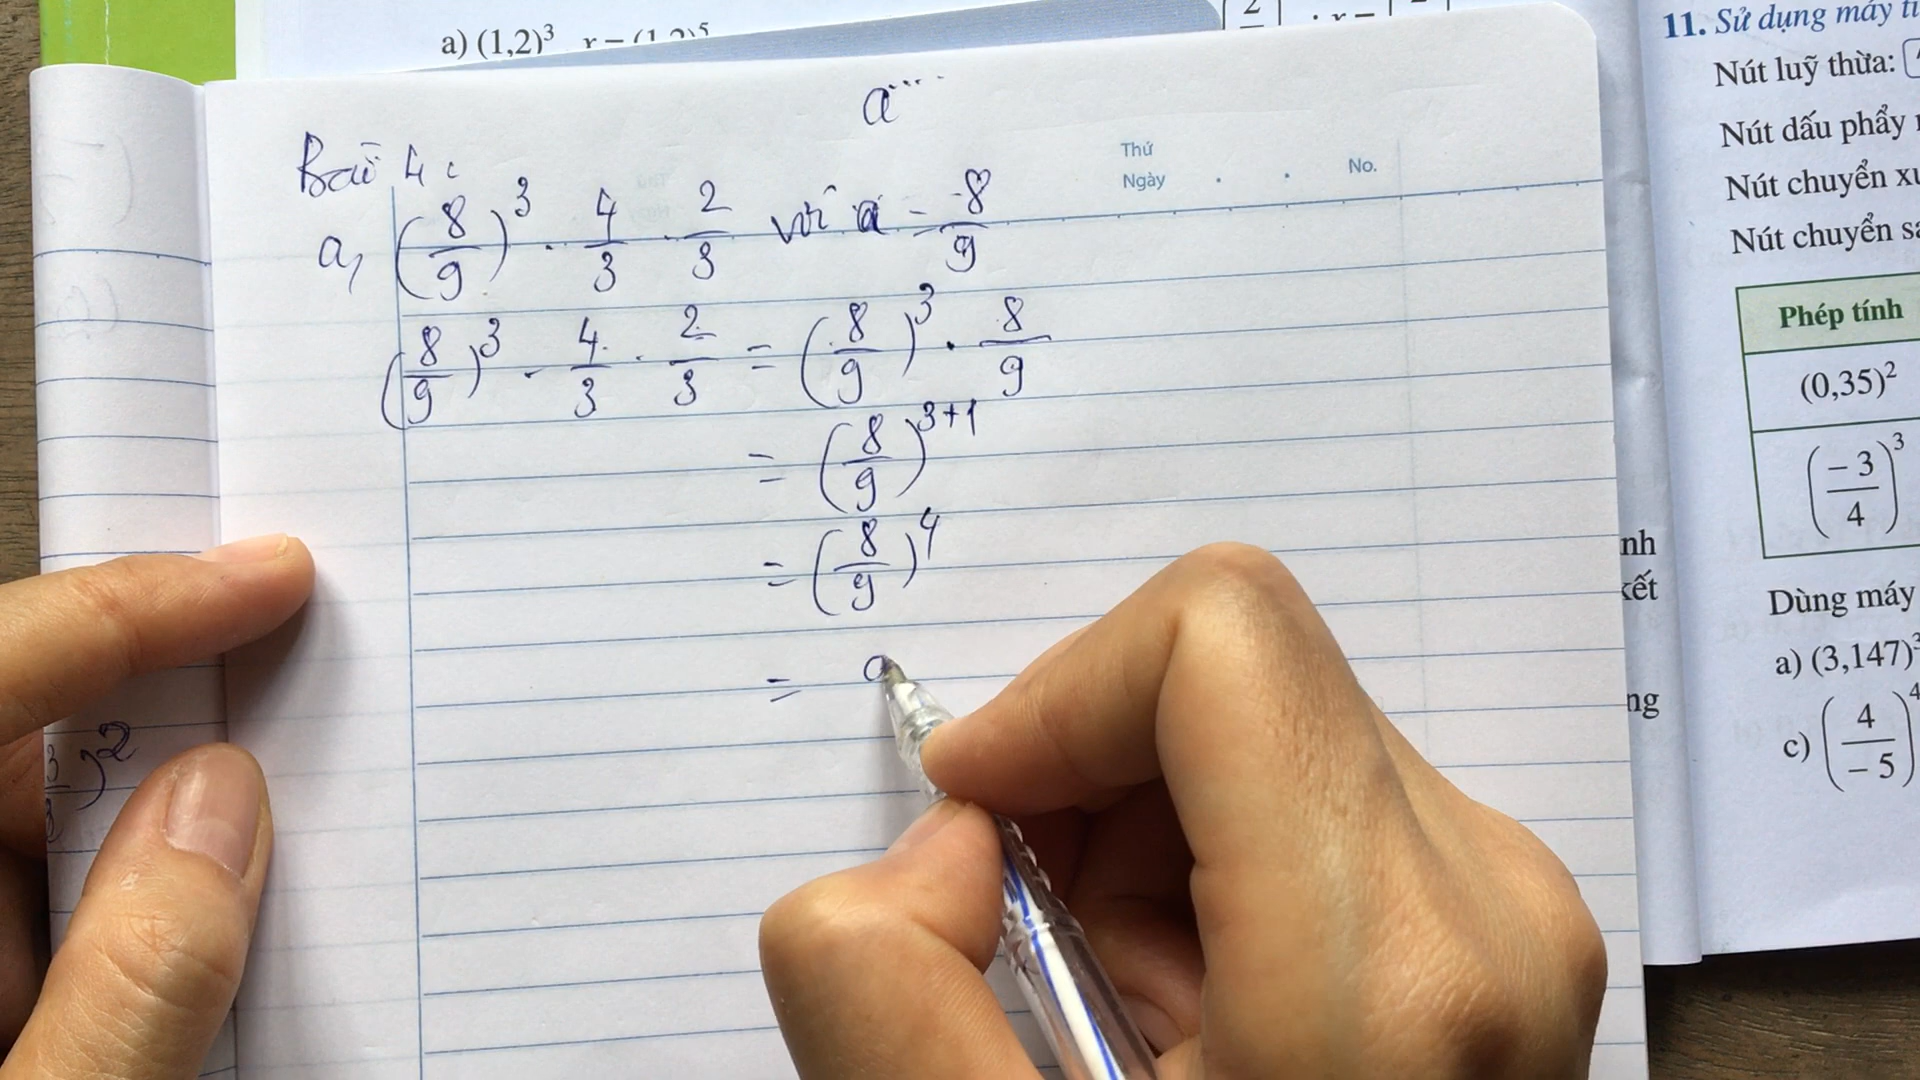 a) (1,2)³
a
Bài 4:
Thứ
Ngày . . No.
a, (8/9)³ · 4/3 · 2/3 với a = 8/9
(8/9)³ · 4/3 · 2/3 = (8/9)³ · 8/9
= (8/9)³⁺¹
= (8/9)⁴
=
)²
11. Sử dụng máy
Nút luỹ thừa:
Nút dấu phẩy
Nút chuyển
Nút chuyển
Phép tính
(0,35)²
(−3/4)³
nh
kết
ng
Dùng máy
a) (3,147)³
c) (4/−5)⁴